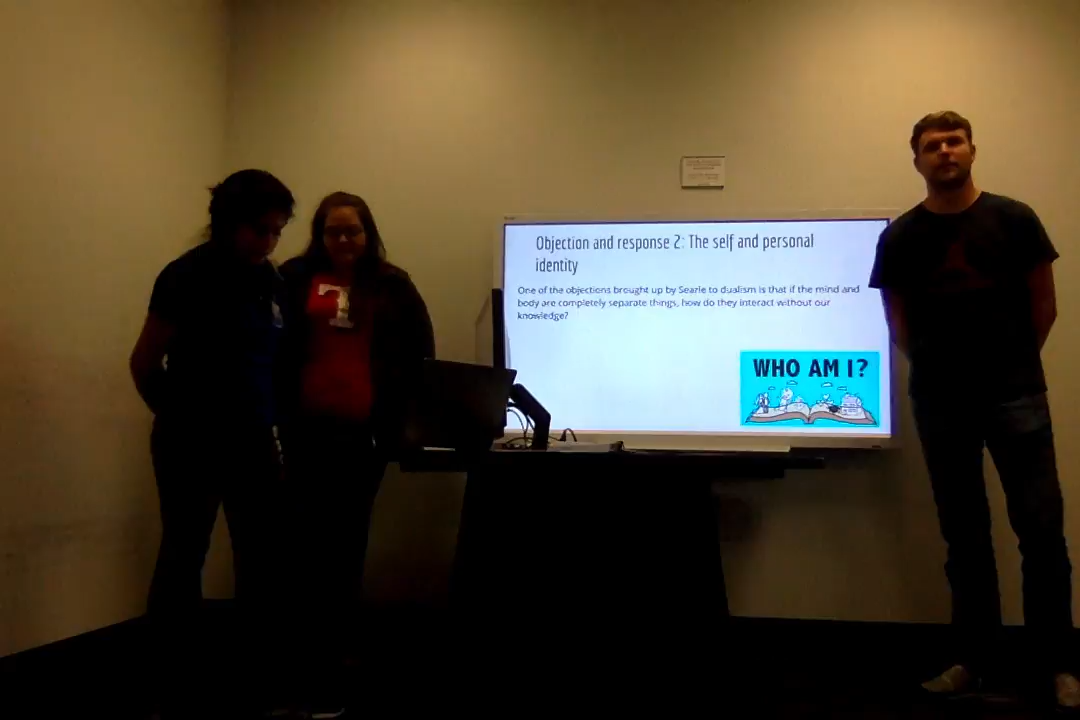 Objection and response 2: The self and personal
identity
One of the objections brought up by Searle to dualism is that if the mind and
body are completely separate things, how do they interact without our
knowledge?
WHO AM I?
T